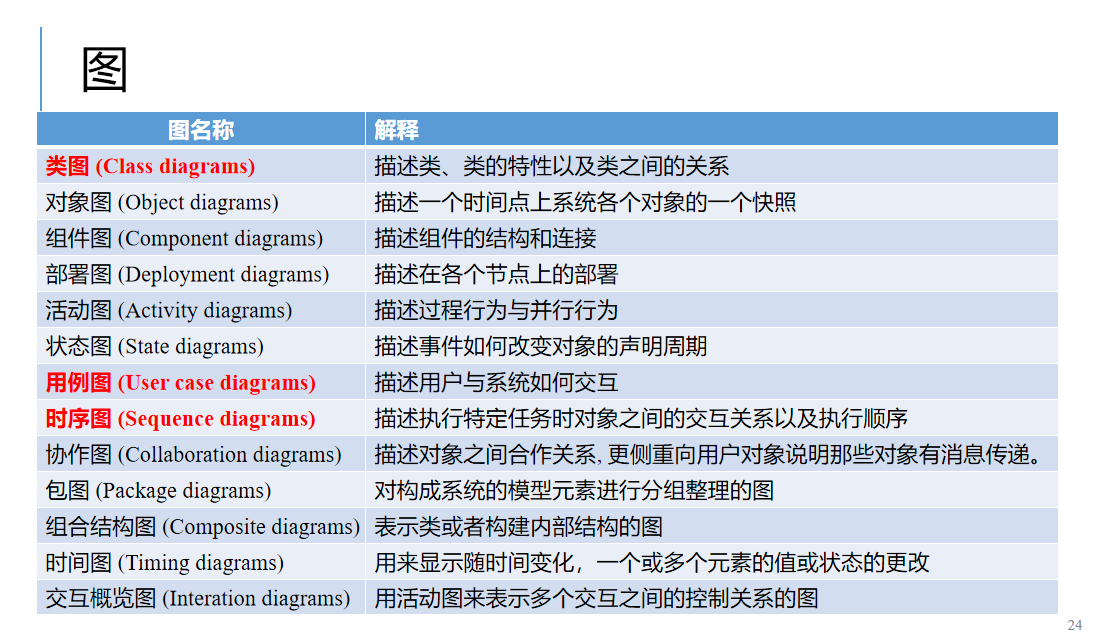 图
图名称 解释
类图 (Class diagrams) 描述类、类的特性以及类之间的关系
对象图 (Object diagrams) 描述一个时间点上系统各个对象的一个快照
组件图 (Component diagrams) 描述组件的结构和连接
部署图 (Deployment diagrams) 描述在各个节点上的部署
活动图 (Activity diagrams) 描述过程行为与并行行为
状态图 (State diagrams) 描述事件如何改变对象的声明周期
用例图 (User case diagrams) 描述用户与系统如何交互
时序图 (Sequence diagrams) 描述执行特定任务时对象之间的交互关系以及执行顺序
协作图 (Collaboration diagrams) 描述对象之间合作关系, 更侧重向用户对象说明那些对象有消息传递。
包图 (Package diagrams) 对构成系统的模型元素进行分组整理的图
组合结构图 (Composite diagrams) 表示类或者构建内部结构的图
时间图 (Timing diagrams) 用来显示随时间变化，一个或多个元素的值或状态的更改
交互概览图 (Interation diagrams) 用活动图来表示多个交互之间的控制关系的图
24